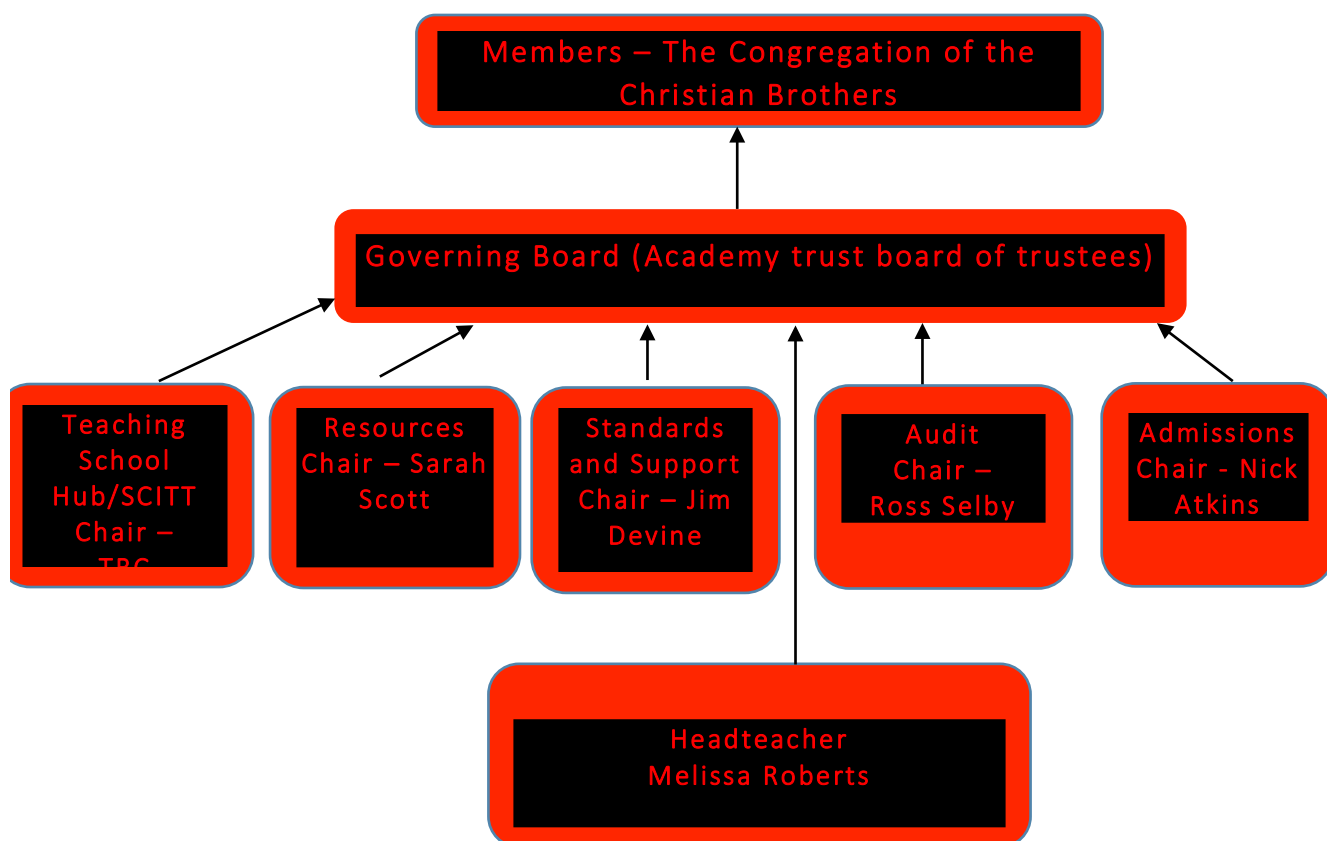 Members – The Congregation of the
Christian Brothers
Governing Board (Academy trust board of trustees)
Teaching
School
Hub/SCITT
Chair –
Resources
Chair – Sarah
Scott
Standards
and Support
Chair – Jim
Devine
Audit
Chair –
Ross Selby
Admissions
Chair - Nick
Atkins
Headteacher
Melissa Roberts